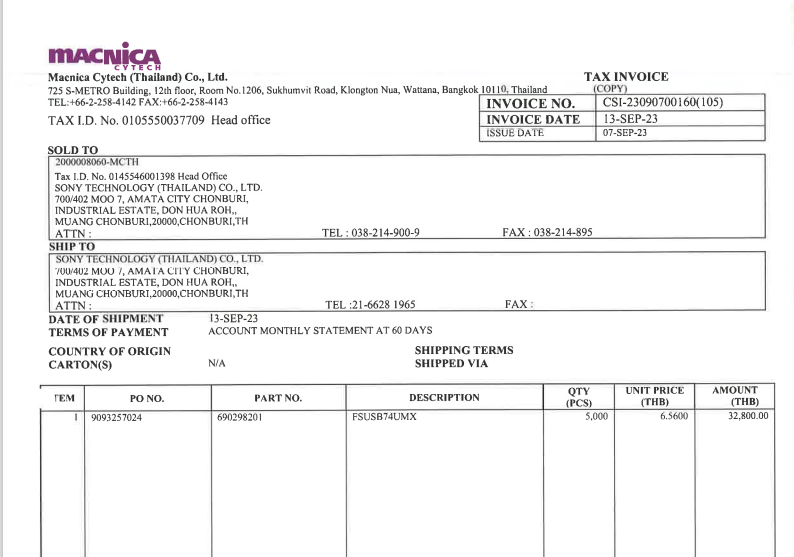 macnica
CYTECH
Macnica Cytech (Thailand) Co., Ltd.
TAX INVOICE
725 S-METRO Building, 12th floor, Room No.1206, Sukhumvit Road, Klongton Nua, Wattana, Bangkok 10110, Thailand
(COPY)
TEL:+66-2-258-4142 FAX:+66-2-258-4143
INVOICE NO. CSI-23090700160(105)
TAX I.D. No. 0105550037709 Head office
INVOICE DATE 13-SEP-23
ISSUE DATE 07-SEP-23
SOLD TO
2000008060-MCTH
Tax I.D. No. 0145546001398 Head Office
SONY TECHNOLOGY (THAILAND) CO., LTD.
700/402 MOO 7, AMATA CITY CHONBURI,
INDUSTRIAL ESTATE, DON HUA ROH,,
MUANG CHONBURI,20000,CHONBURI,TH
ATTN : TEL : 038-214-900-9 FAX : 038-214-895
SHIP TO
SONY TECHNOLOGY (THAILAND) CO., LTD.
700/402 MOO 7, AMATA CITY CHONBURI,
INDUSTRIAL ESTATE, DON HUA ROH,,
MUANG CHONBURI,20000,CHONBURI,TH
ATTN : TEL :21-6628 1965 FAX :
DATE OF SHIPMENT 13-SEP-23
TERMS OF PAYMENT ACCOUNT MONTHLY STATEMENT AT 60 DAYS
COUNTRY OF ORIGIN SHIPPING TERMS
CARTON(S) N/A SHIPPED VIA
ITEM PO NO. PART NO. DESCRIPTION QTY (PCS) UNIT PRICE (THB) AMOUNT (THB)
1 9093257024 690298201 FSUSB74UMX 5,000 6.5600 32,800.00